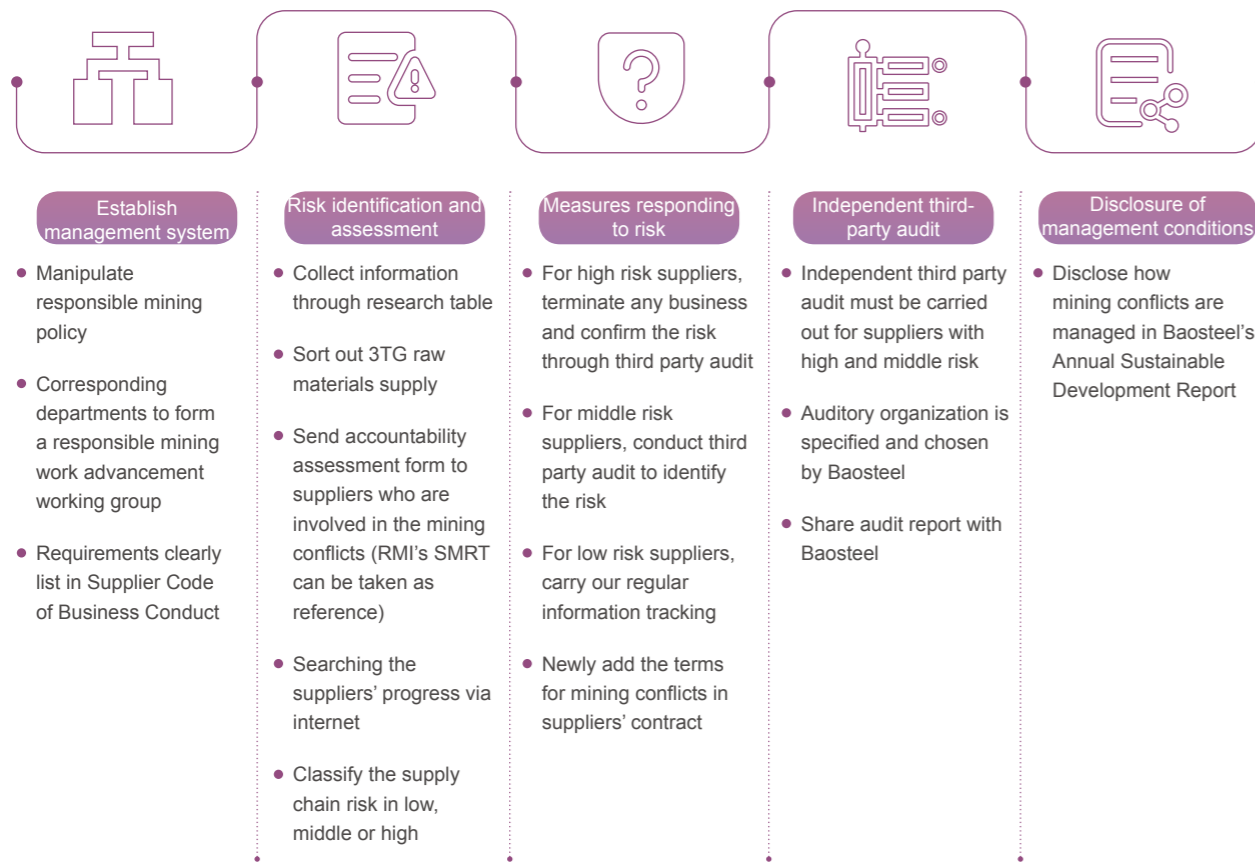 Establish
management system
• Manipulate
responsible mining
policy
• Corresponding
departments to form
a responsible mining
work advancement
working group
• Requirements clearly
list in Supplier Code
of Business Conduct
Risk identification and
assessment
• Collect information
through research table
• Sort out 3TG raw
materials supply
• Send accountability
assessment form to
suppliers who are
involved in the mining
conflicts (RMI’s SMRT
can be taken as
reference)
• Searching the
suppliers’ progress via
internet
• Classify the supply
chain risk in low,
middle or high
Measures responding
to risk
• For high risk suppliers,
terminate any business
and confirm the risk
through third party audit
• For middle risk
suppliers, conduct third
party audit to identify
the risk
• For low risk suppliers,
carry our regular
information tracking
• Newly add the terms
for mining conflicts in
suppliers’ contract
Independent third-
party audit
• Independent third party
audit must be carried
out for suppliers with
high and middle risk
• Auditory organization is
specified and chosen
by Baosteel
• Share audit report with
Baosteel
Disclosure of
management conditions
• Disclose how
mining conflicts are
managed in Baosteel’s
Annual Sustainable
Development Report